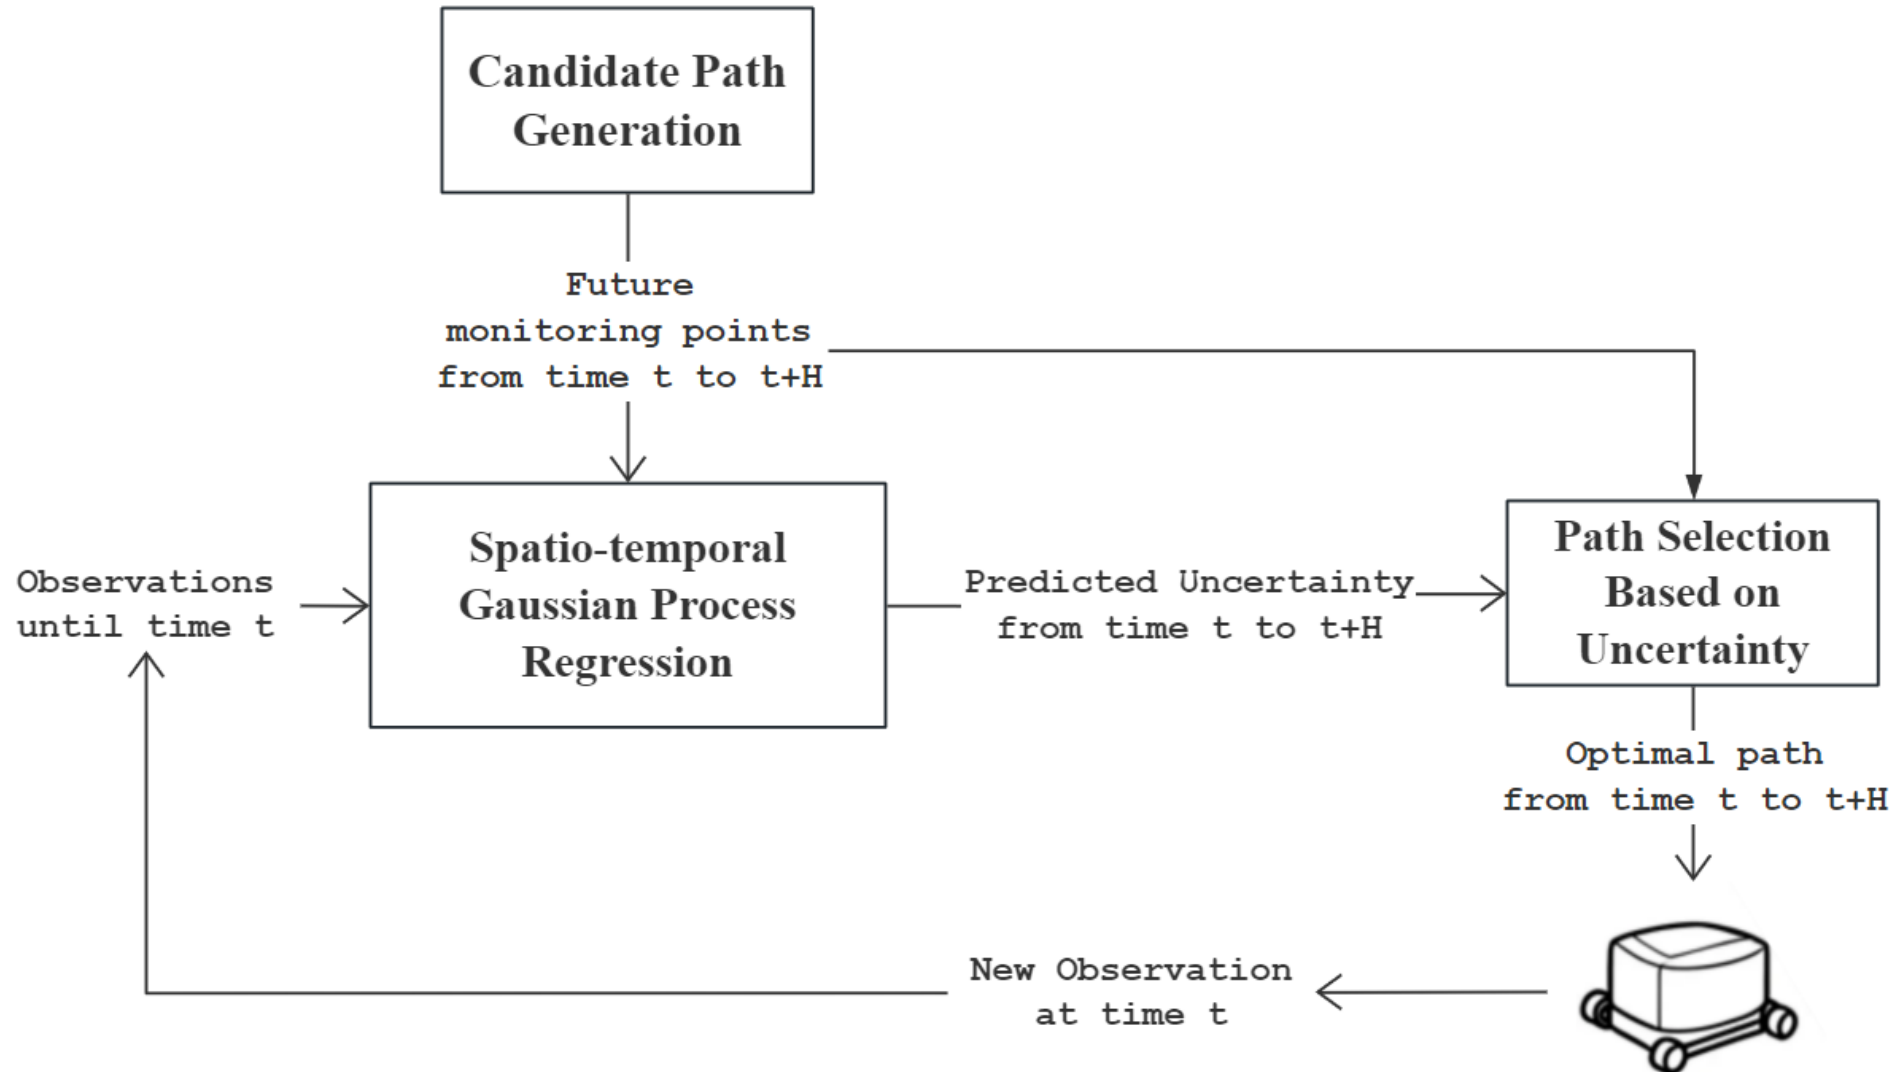 Candidate Path
Generation
Future
monitoring points
from time t to t+H
Observations
until time t
Spatio-temporal
Gaussian Process
Regression
Predicted Uncertainty
from time t to t+H
Path Selection
Based on
Uncertainty
Optimal path
from time t to t+H
New Observation
at time t